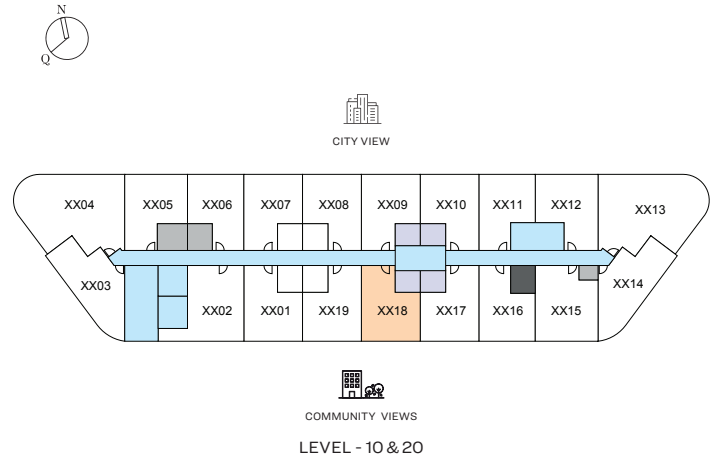 N
Q
CITY VIEW
XX04 XX05 XX06 XX07 XX08 XX09 XX10 XX11 XX12 XX13
XX03 XX14
XX02 XX01 XX19 XX18 XX17 XX16 XX15
COMMUNITY VIEWS
LEVEL - 10 & 20